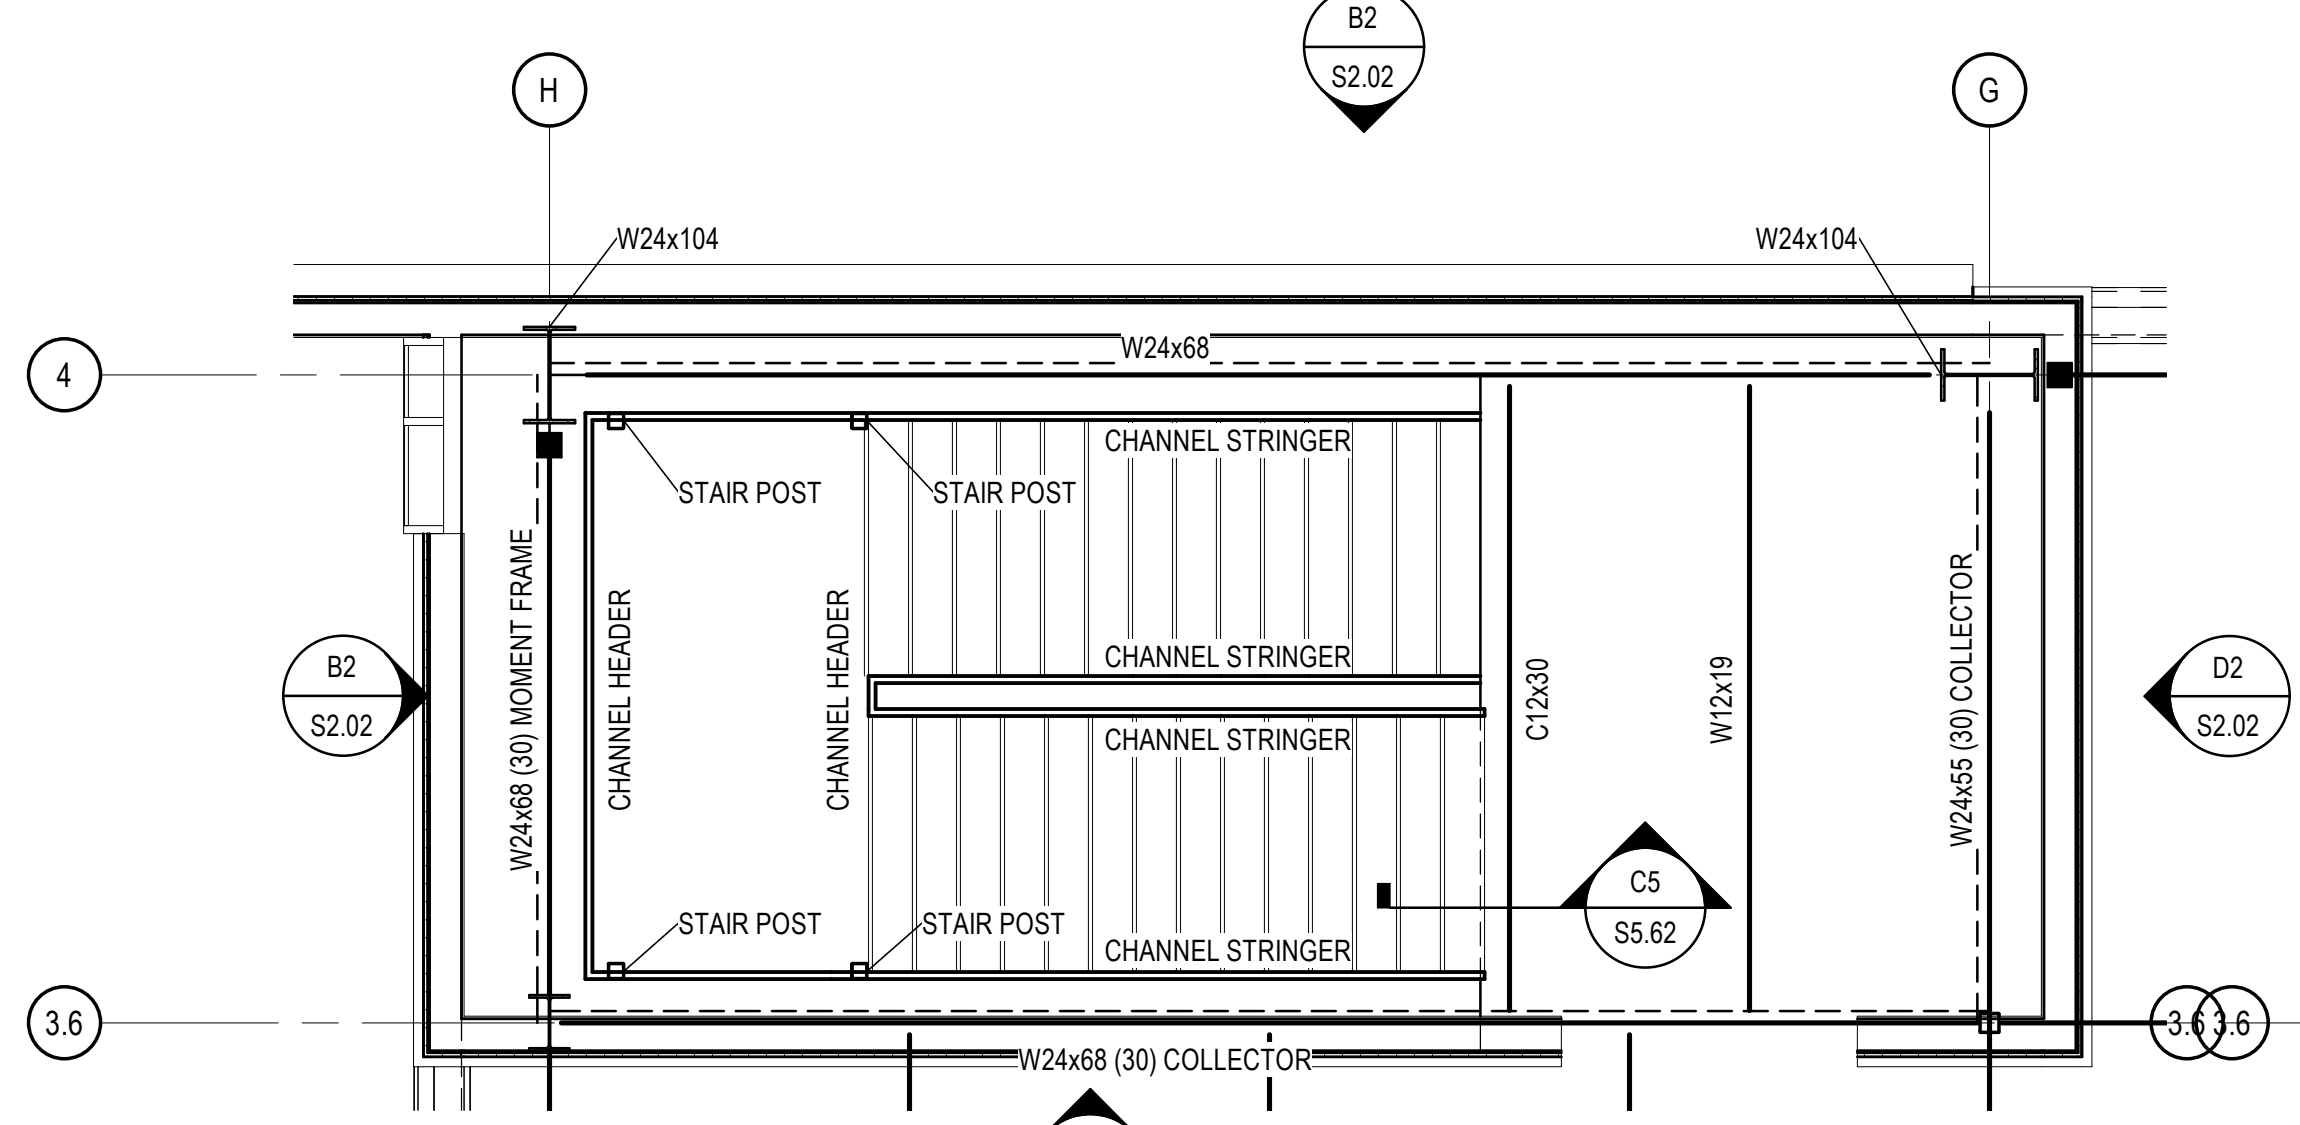 B2
S2.02
H
G
W24x104
W24x104
4
W24x68
CHANNEL STRINGER
STAIR POST
STAIR POST
W24x68 (30) MOMENT FRAME
CHANNEL HEADER
CHANNEL HEADER
CHANNEL STRINGER
C12x30
W12x19
W24x55 (30) COLLECTOR
B2
S2.02
D2
S2.02
CHANNEL STRINGER
C5
S5.62
STAIR POST
STAIR POST
CHANNEL STRINGER
3.6
3.6
3.6
W24x68 (30) COLLECTOR